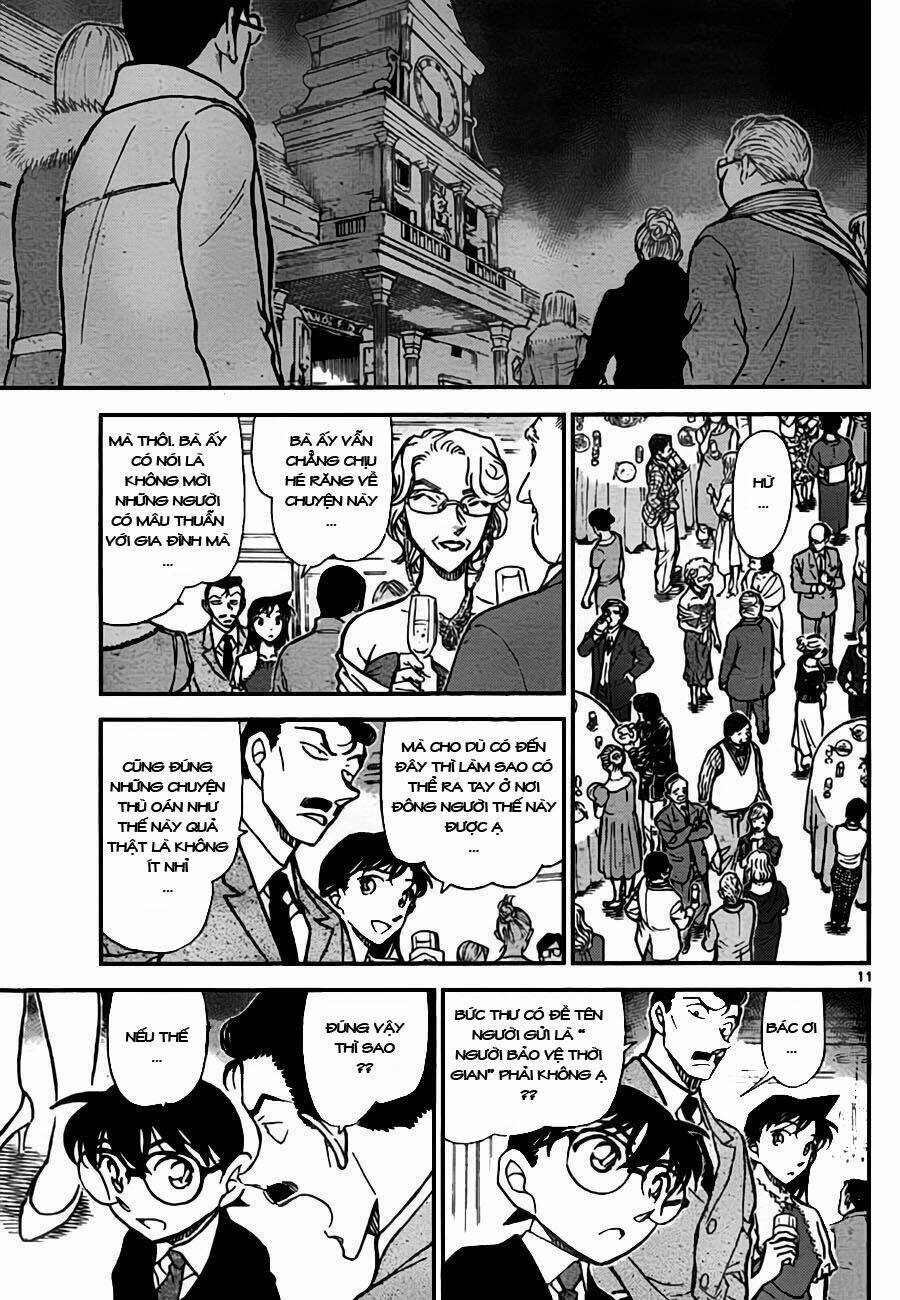 HỪ
...
BÀ ẤY VẪN
CHẲNG CHỊU
HÉ RĂNG VỀ
CHUYỆN NÀY
...
MÀ THÔI. BÀ ẤY
CÓ NÓI LÀ
KHÔNG MỜI
NHỮNG NGƯỜI
CÓ MÂU THUẪN
VỚI GIA ĐÌNH MÀ
...
MÀ CHO DÙ CÓ ĐẾN
ĐÂY THÌ LÀM SAO CÓ
THỂ RA TAY Ở NƠI
ĐÔNG NGƯỜI THẾ NÀY
ĐƯỢC Ạ
...
CŨNG ĐÚNG,
NHỮNG CHUYỆN
THÙ OÁN NHƯ
THẾ NÀY QUẢ
THẬT LÀ KHÔNG
ÍT NHỈ
...
11
BÁC ƠI
...
BỨC THƯ CÓ ĐỀ TÊN
NGƯỜI GỬI LÀ “
NGƯỜI BẢO VỆ THỜI
GIAN” PHẢI KHÔNG Ạ
??
ĐÚNG VẬY
THÌ SAO
??
NẾU THẾ
...